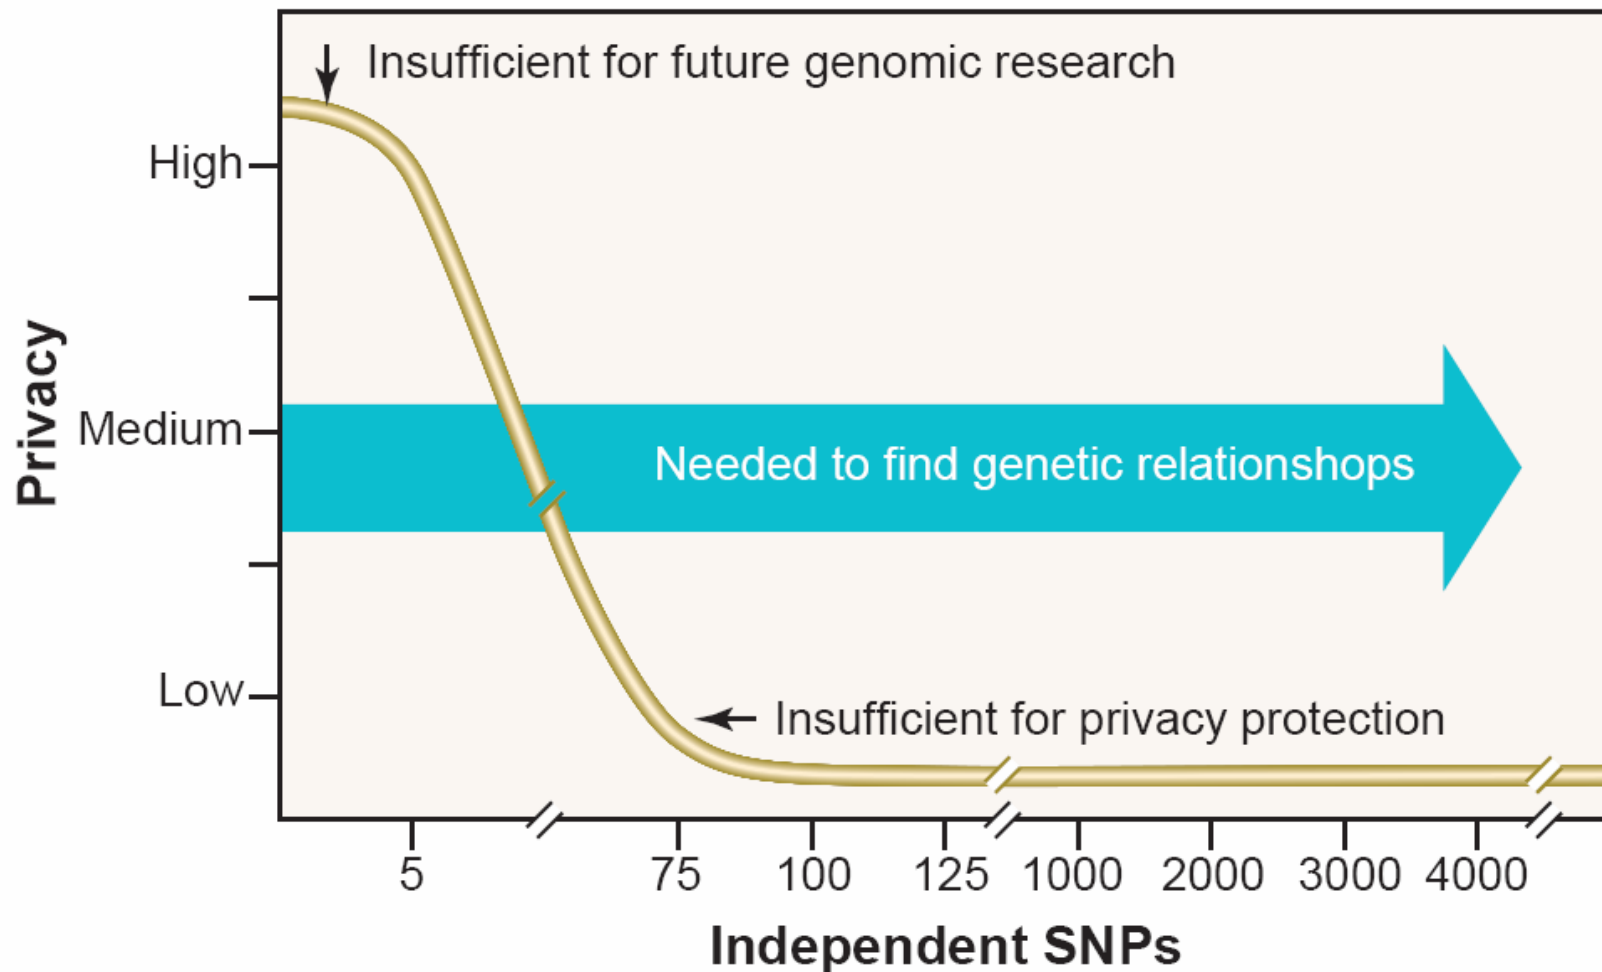 Insufficient for future genomic research
High
Privacy
Medium
Needed to find genetic relationshops
Low
Insufficient for privacy protection
5 75 100 125 1000 2000 3000 4000
Independent SNPs